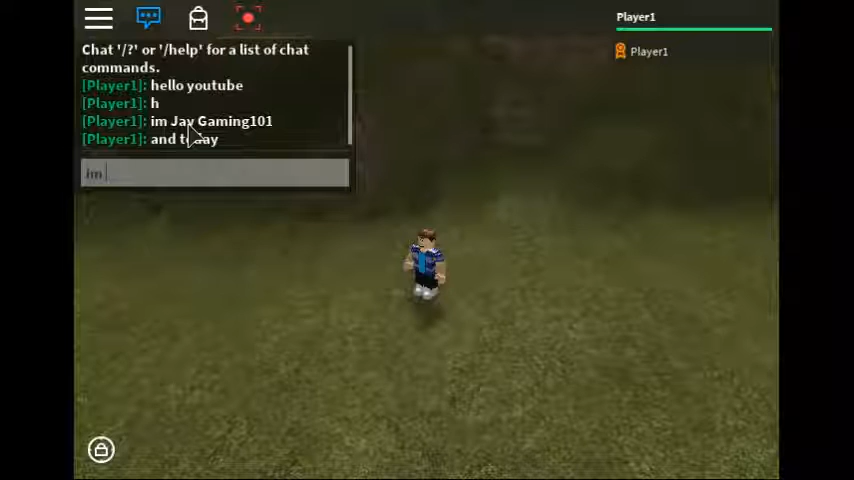 Player1
Player1
Chat '/?' or '/help' for a list of chat
commands.
[Player1]: hello youtube
[Player1]: h
[Player1]: im Jay Gaming101
[Player1]: and today
im